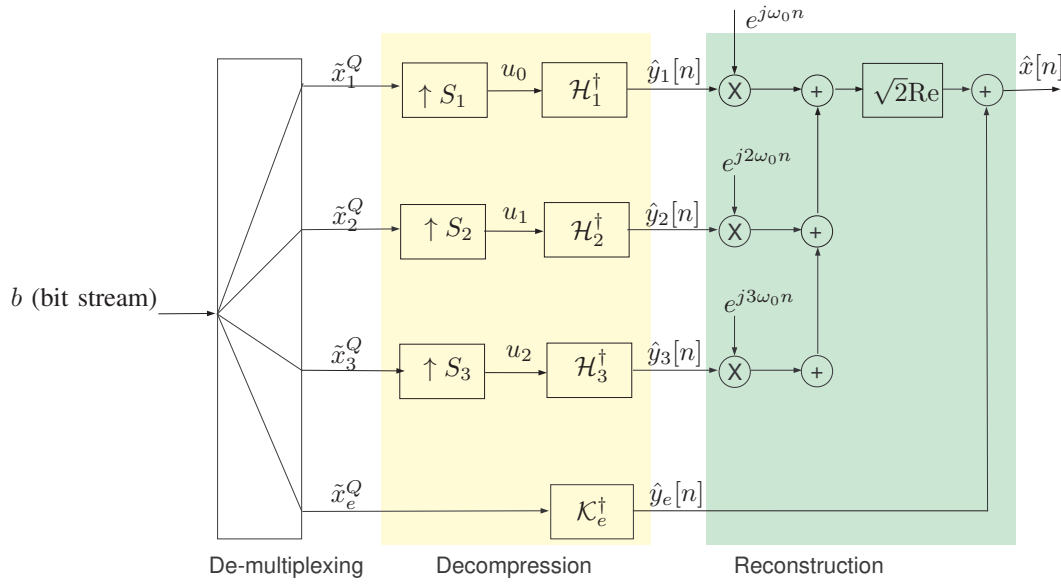 e^{jω_0 n}
x̃_1^Q
↑ S_1
u_0
H_1^†
ŷ_1[n]
X
+
√2Re
+
x̂[n]
e^{j2ω_0 n}
x̃_2^Q
↑ S_2
u_1
H_2^†
ŷ_2[n]
X
+
b (bit stream)
e^{j3ω_0 n}
x̃_3^Q
↑ S_3
u_2
H_3^†
ŷ_3[n]
X
+
x̃_e^Q
K_e^†
ŷ_e[n]
De-multiplexing
Decompression
Reconstruction